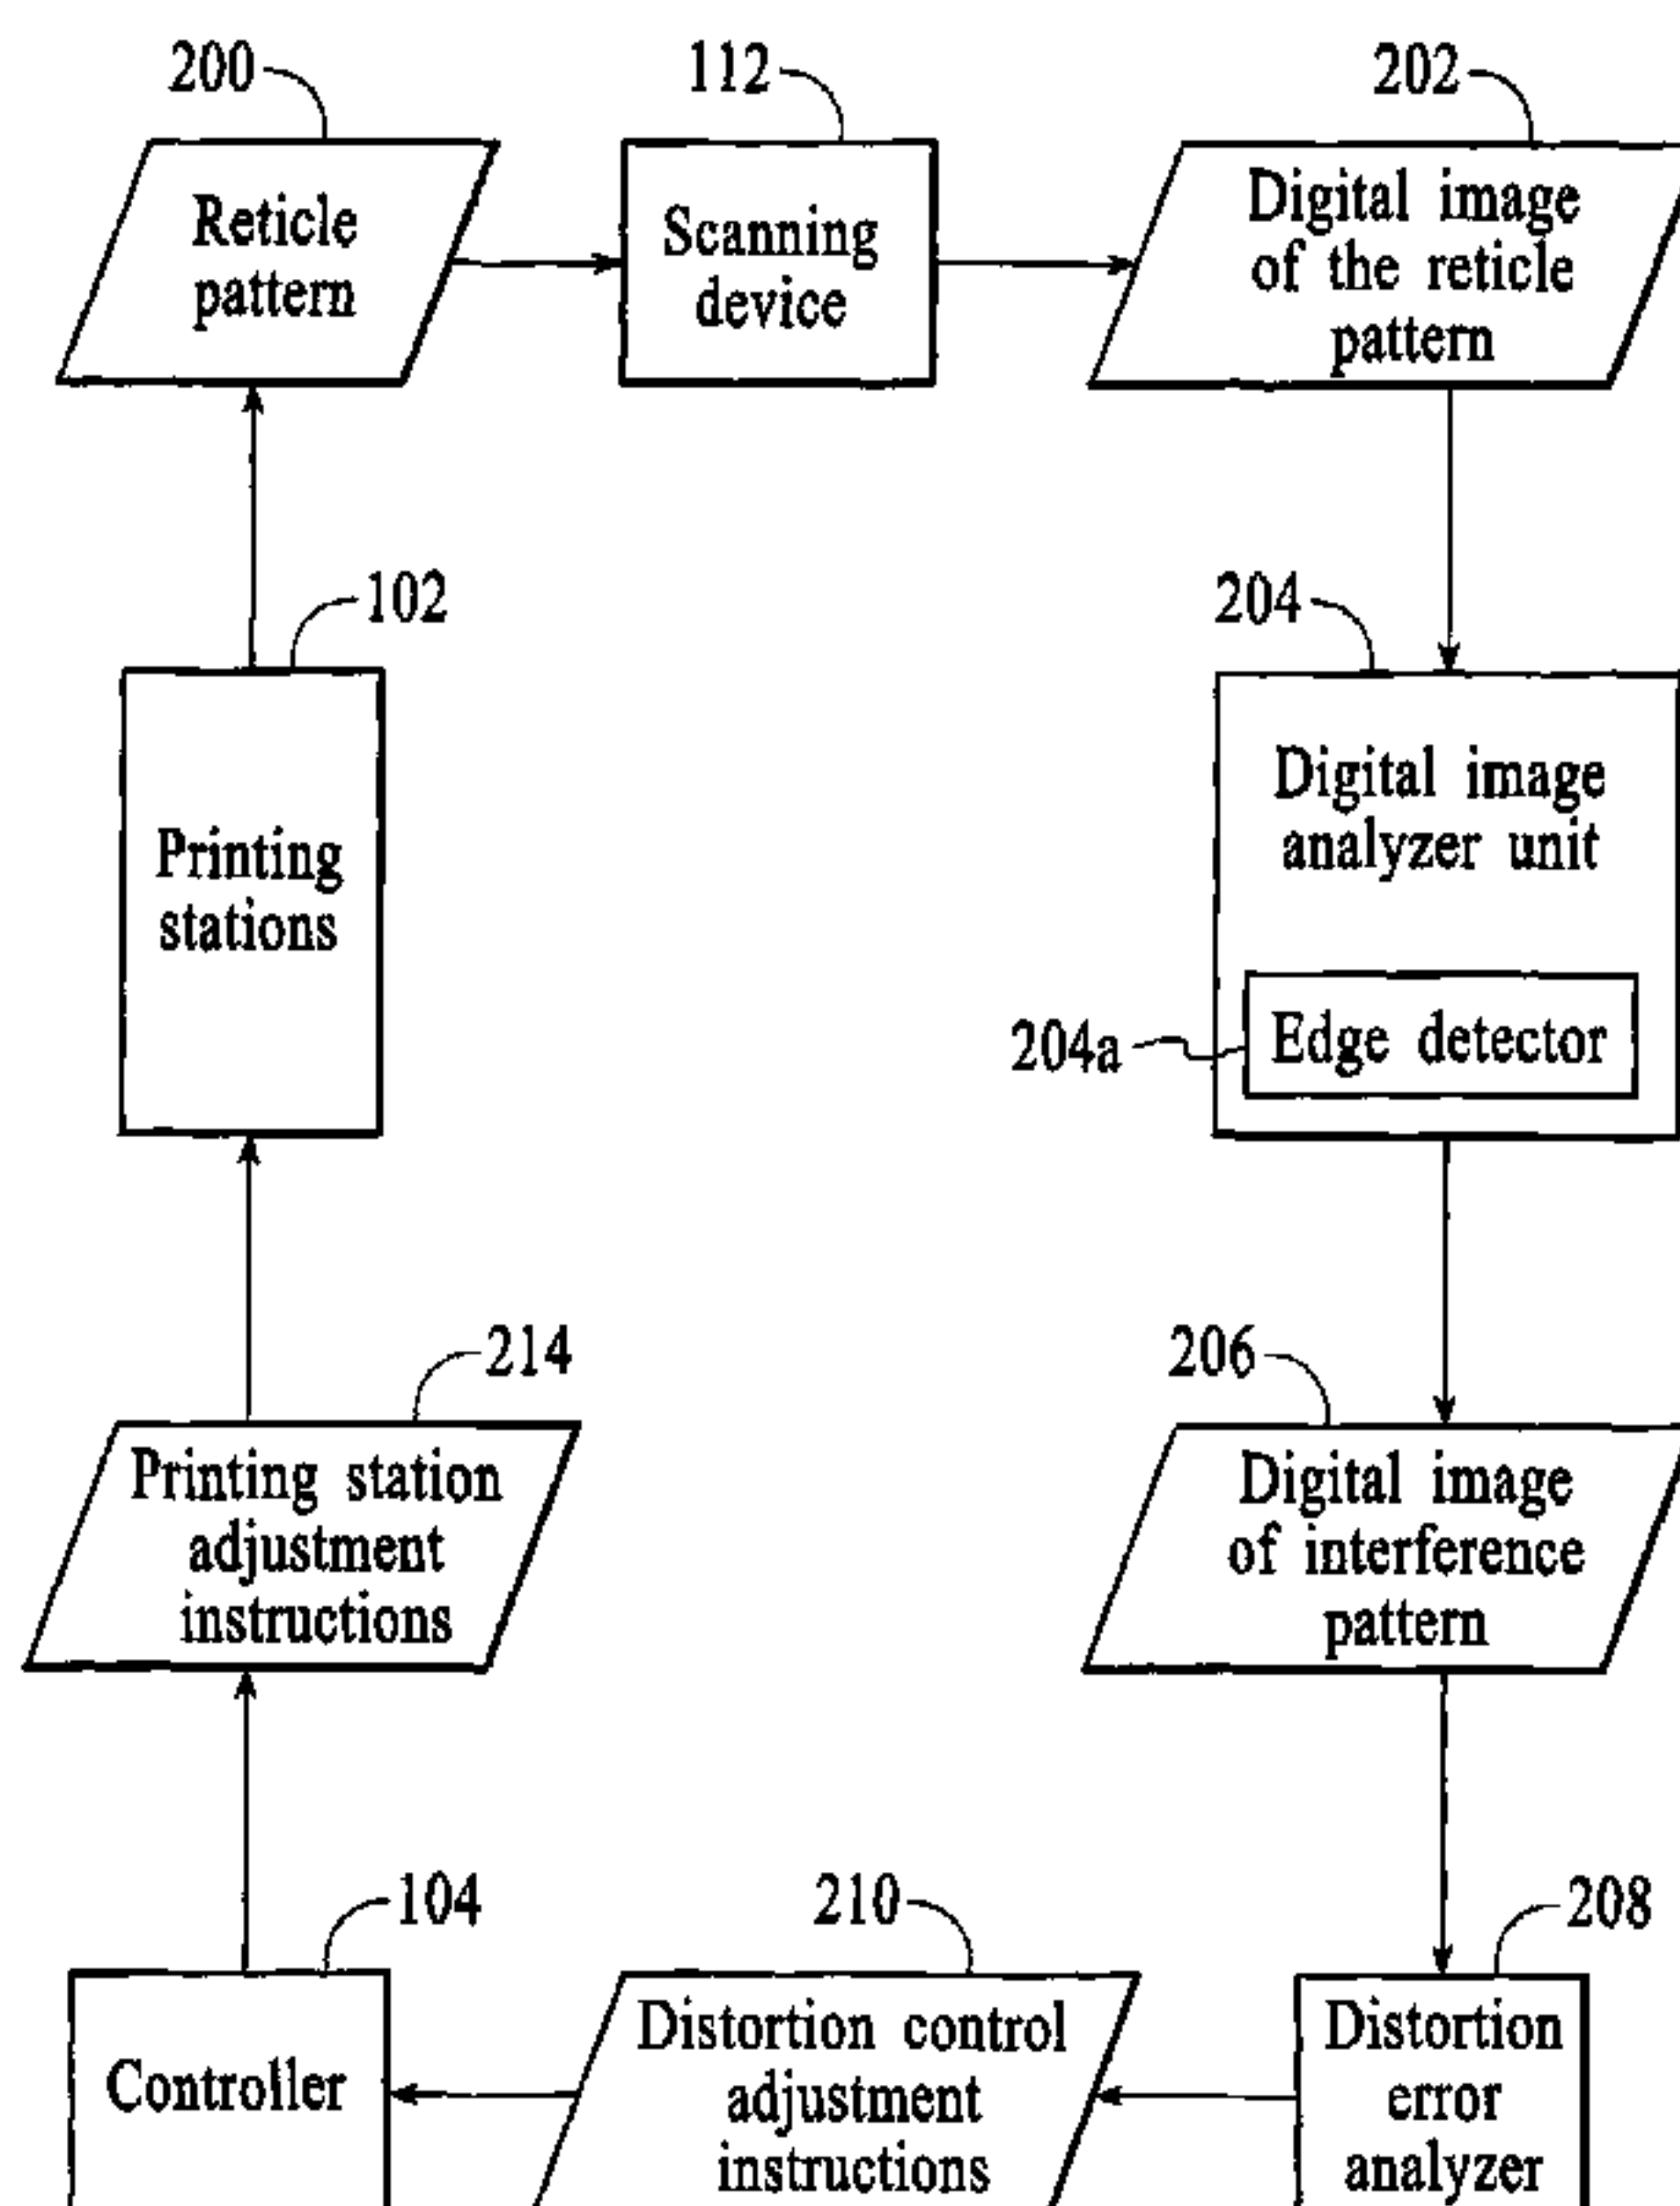 200
112
202
Reticle
pattern
Scanning
device
Digital image
of the reticle
pattern
102
204
Printing
stations
Digital image
analyzer unit
204a
Edge detector
214
206
Printing station
adjustment
instructions
Digital image
of interference
pattern
104
210
208
Controller
Distortion control
adjustment
instructions
Distortion
error
analyzer